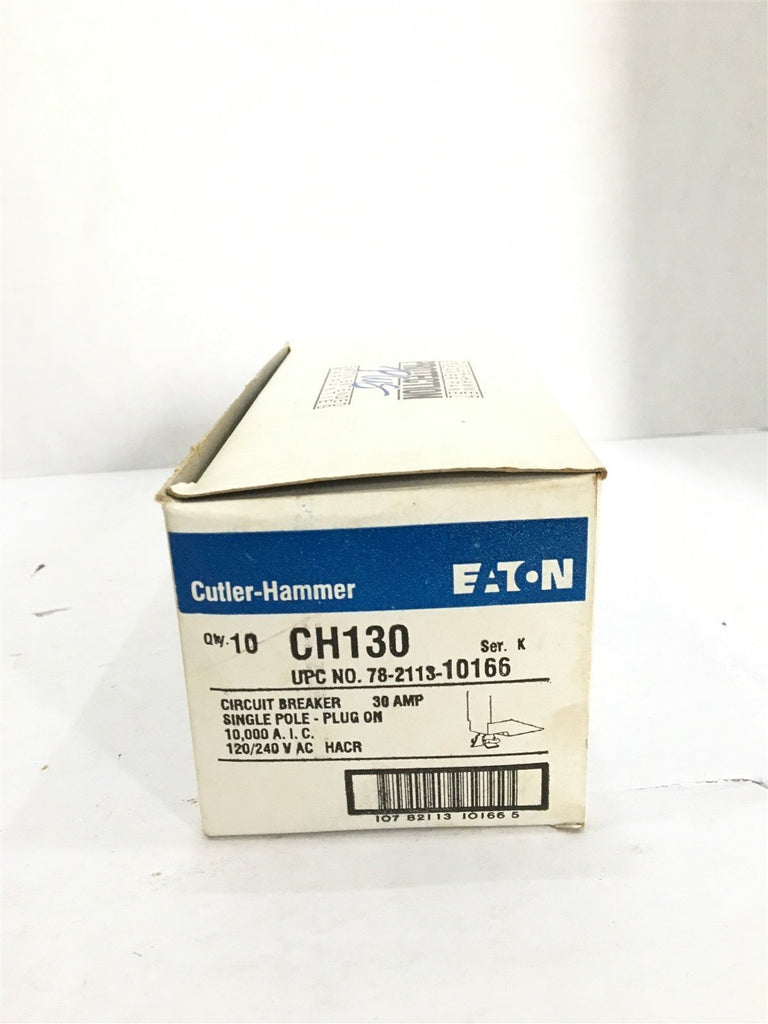 Cutler-Hammer
EATON
Qty. 10 CH130 Ser. K
UPC NO. 78-2113-10166
CIRCUIT BREAKER 30 AMP
SINGLE POLE - PLUG ON
10,000 A. I. C.
120/240 V AC HACR
107 82113 10166 5